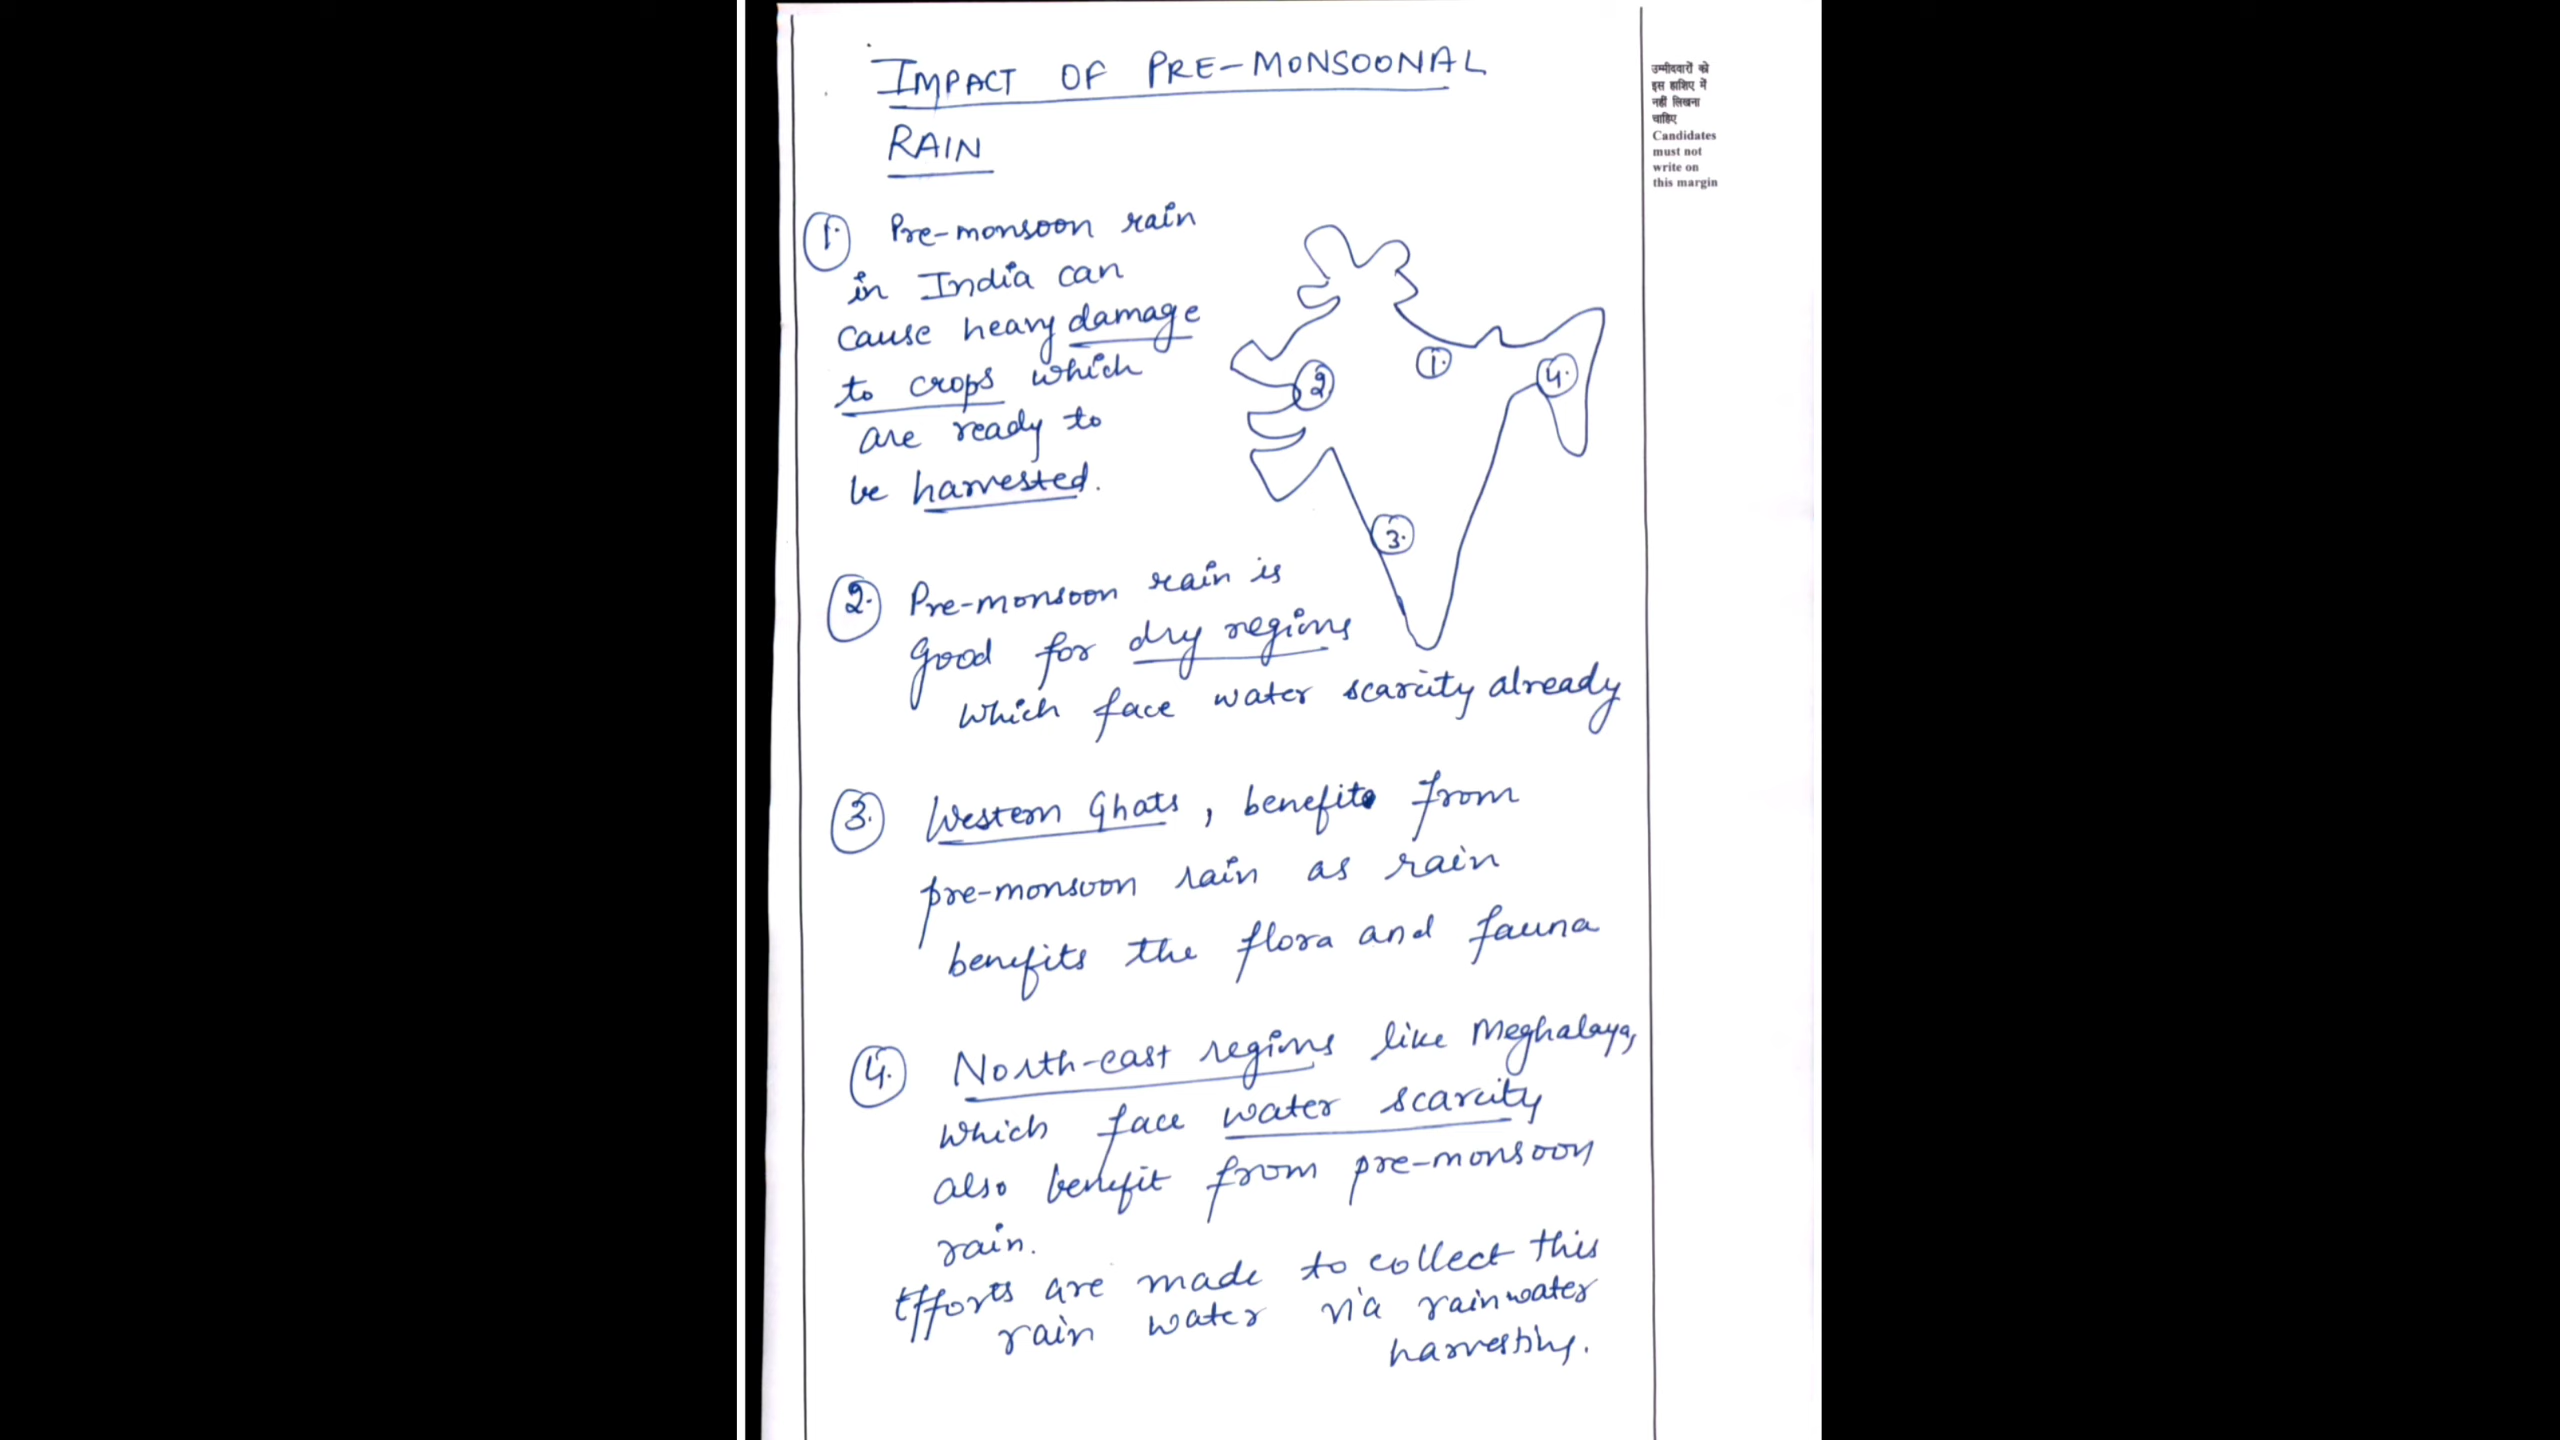 IMPACT OF PRE-MONSOONAL
RAIN
1. Pre-monsoon rain
in India can
cause heavy damage
to crops which
are ready to
be harvested.
1.
2
3.
4.
2. Pre-monsoon rain is
good for dry regions
which face water scarcity already
3. Western Ghats, benefit from
pre-monsoon rain as rain
benefits the flora and fauna
4. North-east regions like Meghalaya,
which face water scarcity
also benefit from pre-monsoon
rain.
Efforts are made to collect this
rain water via rainwater
harvesting.
उम्मीदवारों को
इस हाशिए में
नहीं लिखना
चाहिए
Candidates
must not
write on
this margin